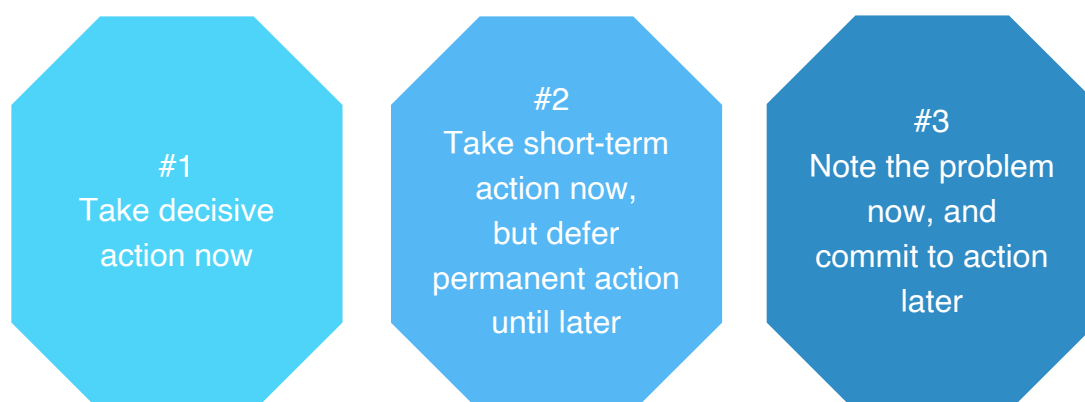 #1
Take decisive
action now
#2
Take short-term
action now,
but defer
permanent action
until later
#3
Note the problem
now, and
commit to action
later